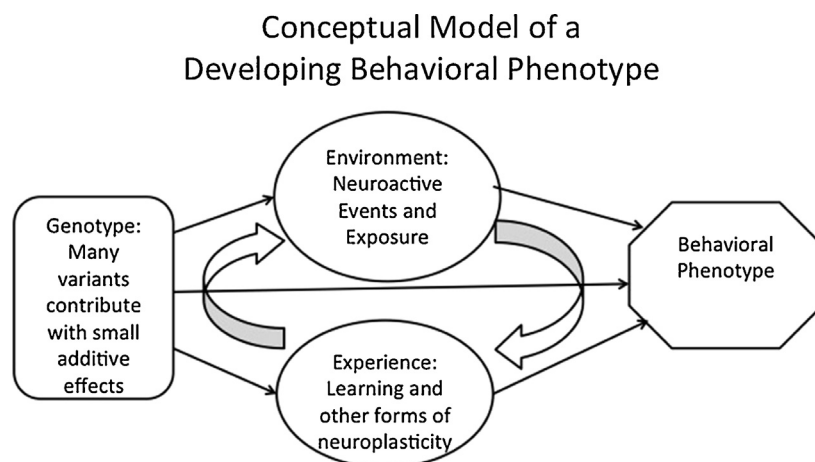 Conceptual Model of a
Developing Behavioral Phenotype
Genotype:
Many
variants
contribute
with small
additive
effects
Environment:
Neuroactive
Events and
Exposure
Experience:
Learning and
other forms of
neuroplasticity
Behavioral
Phenotype